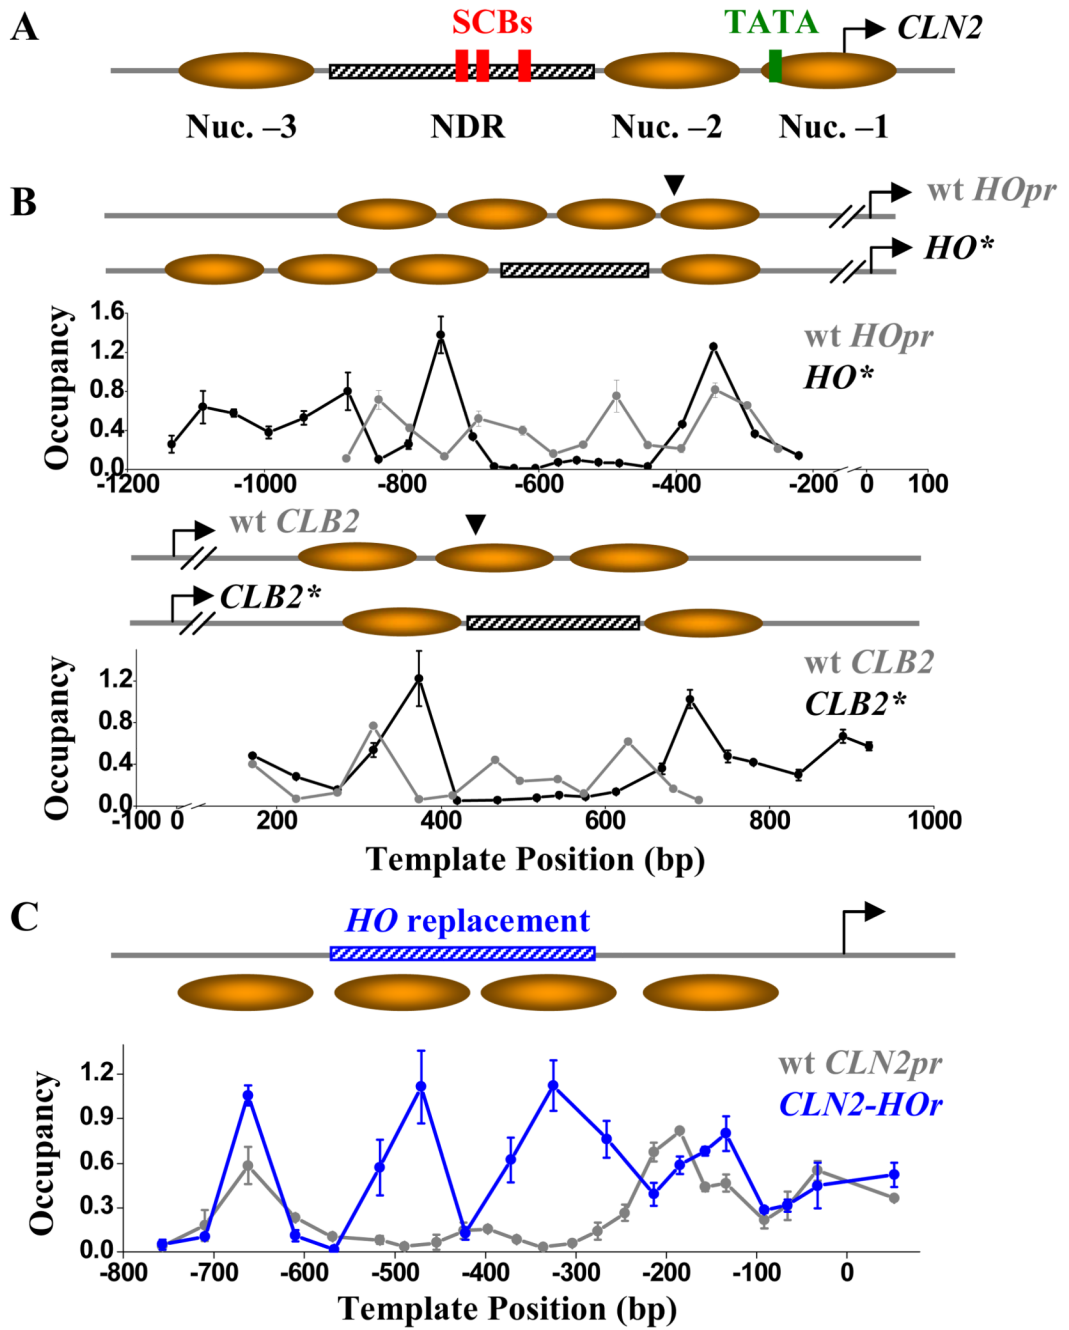 A
SCBs
TATA
CLN2
Nuc. –3
NDR
Nuc. –2
Nuc. –1
B
wt HOpr
HO*
Occupancy
1.6
1.2
0.8
0.4
0.0
wt HOpr
HO*
-1200
-1000
-800
-600
-400
-200
0
100
wt CLB2
CLB2*
Occupancy
1.2
0.8
0.4
0.0
wt CLB2
CLB2*
-100
0
200
400
600
800
1000
Template Position (bp)
C
HO replacement
Occupancy
1.2
0.9
0.6
0.3
0.0
wt CLN2pr
CLN2-HOr
-800
-700
-600
-500
-400
-300
-200
-100
0
Template Position (bp)